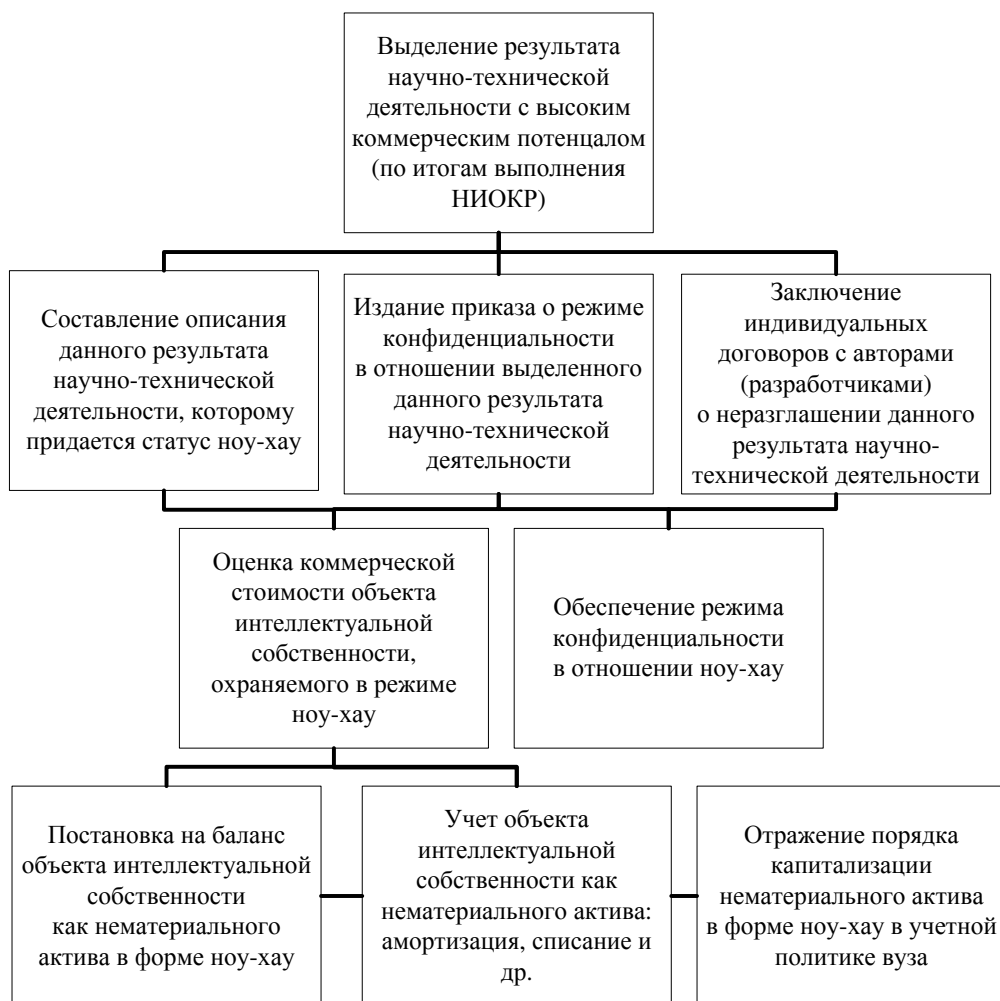 Выделение результата
научно-технической
деятельности с высоким
коммерческим потенцалом
(по итогам выполнения
НИОКР)
Составление описания
данного результата
научно-технической
деятельности, которому
придается статус ноу-хау
Издание приказа о режиме
конфиденциальности
в отношении выделенного
данного результата
научно-технической
деятельности
Заключение
индивидуальных
договоров с авторами
(разработчиками)
о неразглашении данного
результата научно-
технической деятельности
Оценка коммерческой
стоимости объекта
интеллектуальной
собственности,
охраняемого в режиме
ноу-хау
Обеспечение режима
конфиденциальности
в отношении ноу-хау
Постановка на баланс
объекта интеллектуальной
собственности
как нематериального
актива в форме ноу-хау
Учет объекта
интеллектуальной
собственности как
нематериального актива:
амортизация, списание и
др.
Отражение порядка
капитализации
нематериального актива
в форме ноу-хау в учетной
политике вуза